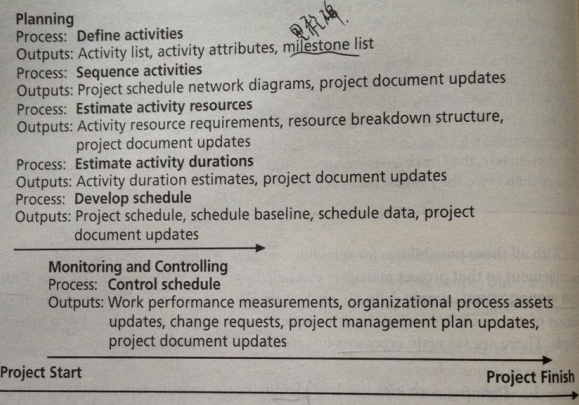 Planning
Process: Define activities
Outputs: Activity list, activity attributes, milestone list
Process: Sequence activities
Outputs: Project schedule network diagrams, project document updates
Process: Estimate activity resources
Outputs: Activity resource requirements, resource breakdown structure,
project document updates
Process: Estimate activity durations
Outputs: Activity duration estimates, project document updates
Process: Develop schedule
Outputs: Project schedule, schedule baseline, schedule data, project
document updates
Monitoring and Controlling
Process: Control schedule
Outputs: Work performance measurements, organizational process assets
updates, change requests, project management plan updates,
project document updates
Project Start
Project Finish